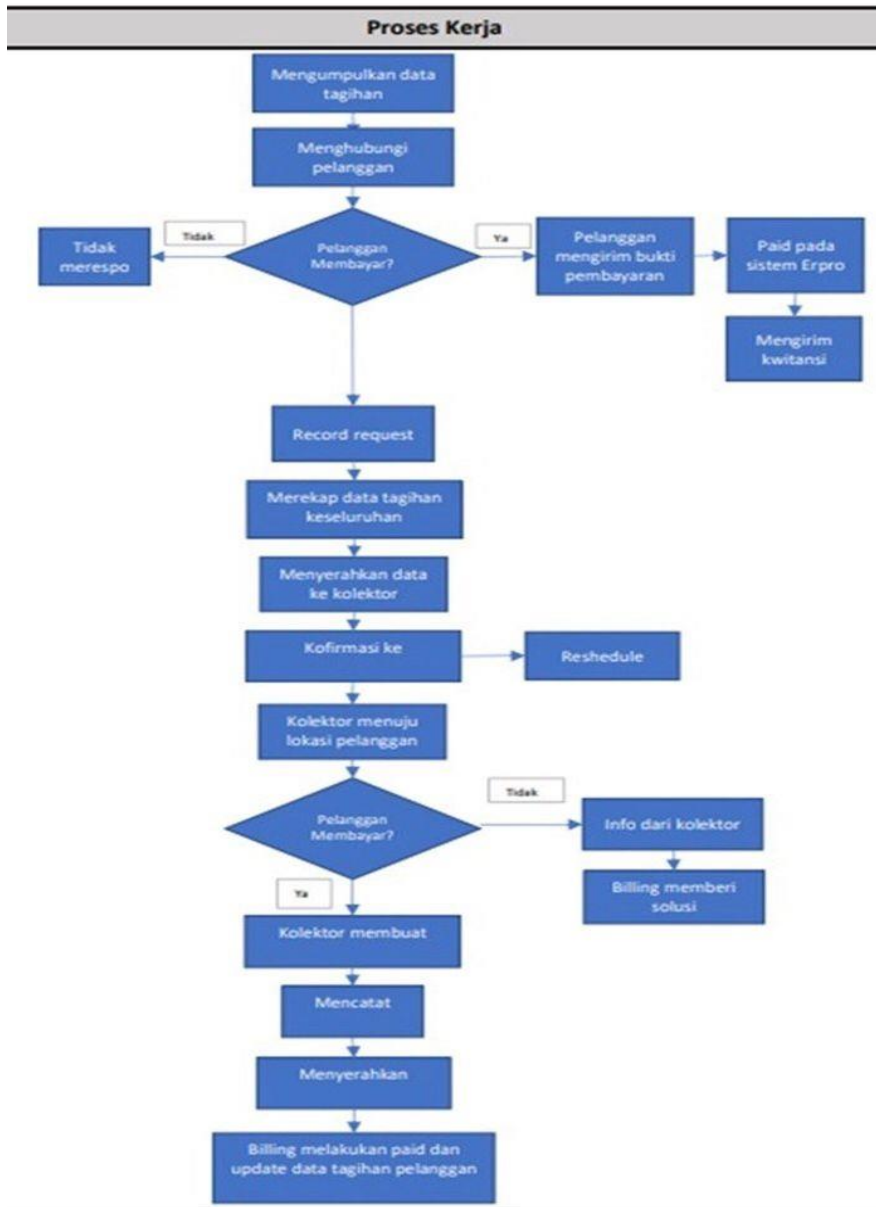 Proses Kerja
Mengumpulkan data
tagihan
Menghubungi
pelanggan
Tidak
Ya
Tidak
merespo
Pelanggan
Membayar?
Pelanggan
mengirim bukti
pembayaran
Paid pada
sistem Erpro
Mengirim
kwitansi
Record request
Merekap data tagihan
keseluruhan
Menyerahkan data
ke kolektor
Kofirmasi ke
Reshedule
Kolektor menuju
lokasi pelanggan
Tidak
Pelanggan
Membayar?
Info dari kolektor
Billing memberi
solusi
Ya
Kolektor membuat
Mencatat
Menyerahkan
Billing melakukan paid dan
update data tagihan pelanggan